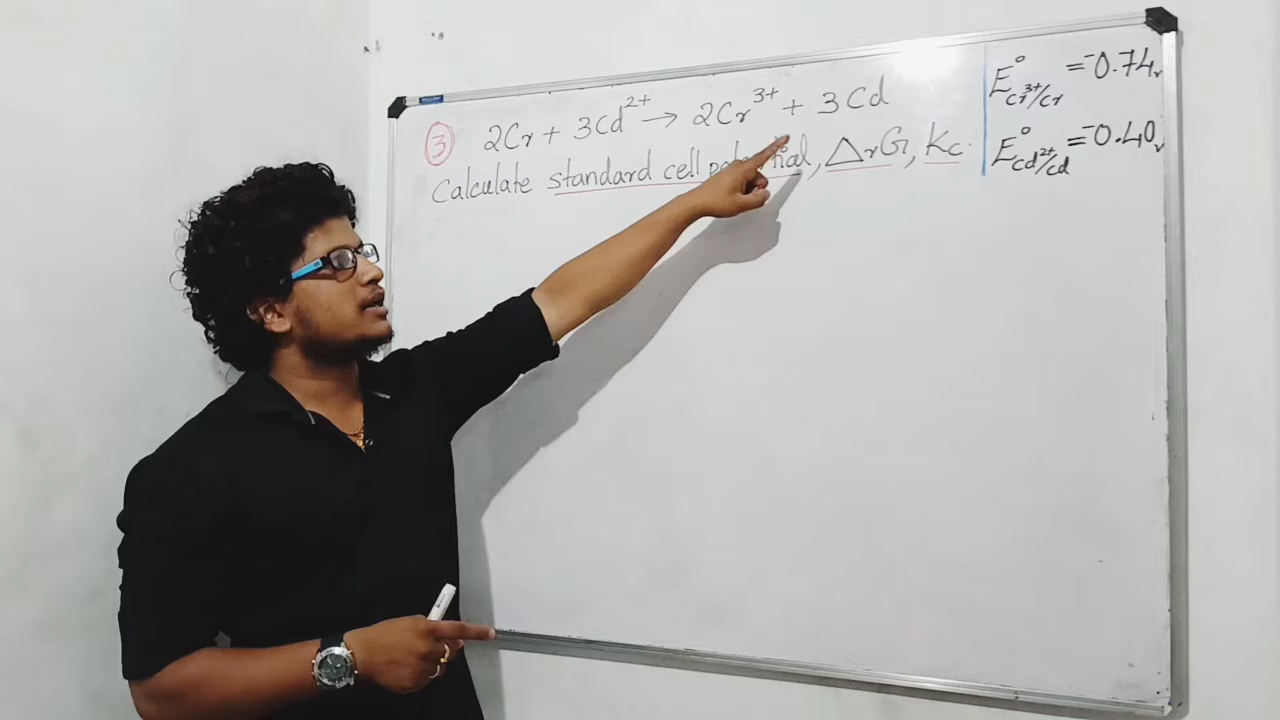 ③ 2Cr + 3Cd²⁺ → 2Cr³⁺ + 3Cd
Calculate standard cell potential, ΔrG, Kc.
E°Cr³⁺/Cr = -0.74v
E°Cd²⁺/Cd = -0.40v